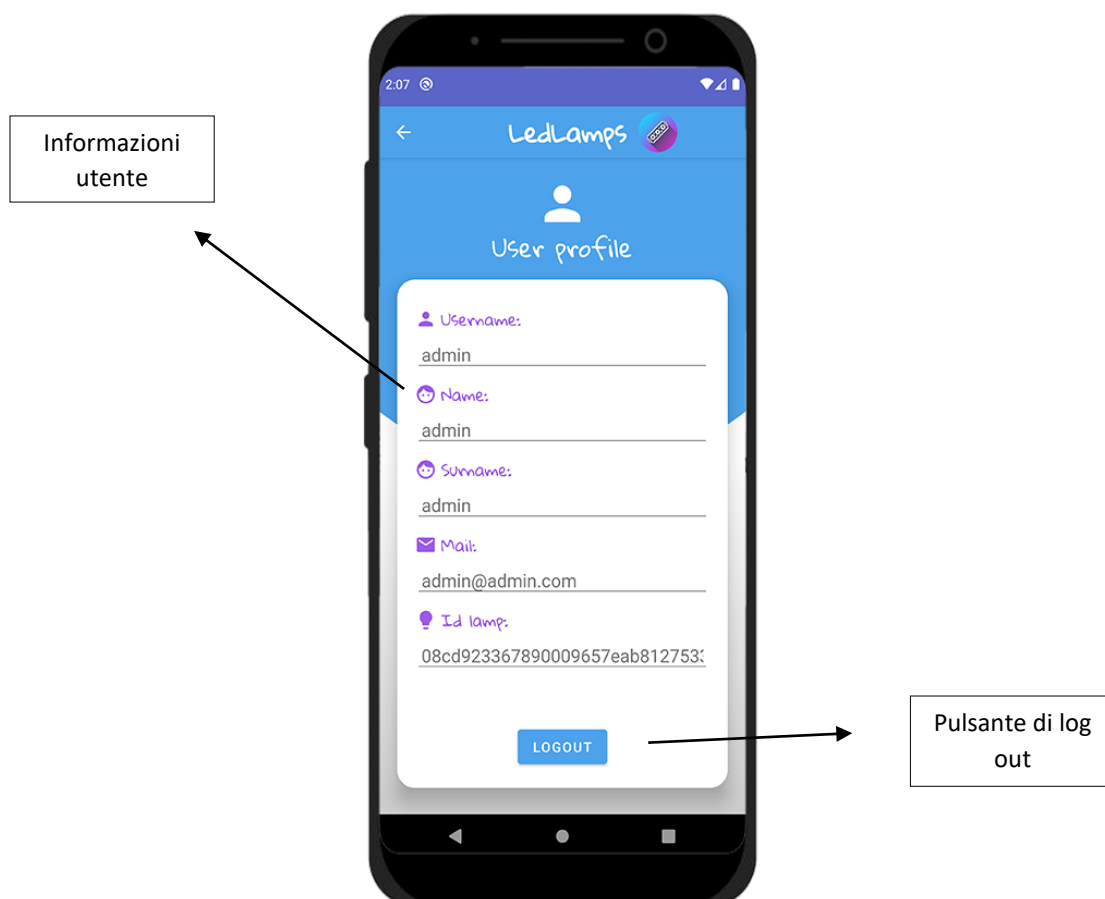 2:07
LedLamps
Informazioni
utente
User profile
Username:
admin
Name:
admin
Surname:
admin
Mail:
admin@admin.com
Id lamp:
08cd923367890009657eab8127533
LOGOUT
Pulsante di log
out